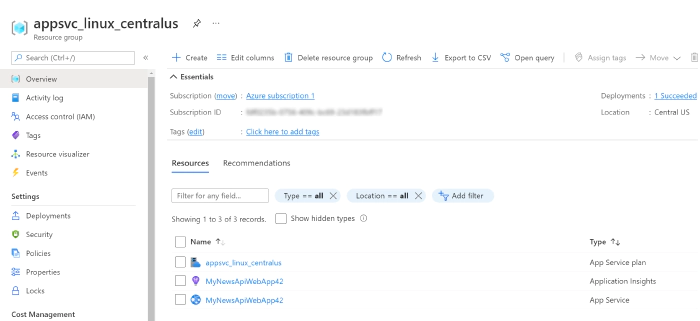 appsvc_linux_centralus
Resource group
Search (Ctrl+/)
Overview
Activity log
Access control (IAM)
Tags
Resource visualizer
Events
Settings
Deployments
Security
Policies
Properties
Locks
Cost Management
Create Edit columns Delete resource group Refresh Export to CSV Open query Assign tags Move
Essentials
Subscription (move) : Azure subscription 1 Deployments : 1 Succeeded
Subscription ID : Location : Central US
Tags (edit) : Click here to add tags
Resources Recommendations
Filter for any field... Type == all Location == all Add filter
Showing 1 to 3 of 3 records. Show hidden types
Name Type
appsvc_linux_centralus App Service plan
MyNewsApiWebApp42 Application Insights
MyNewsApiWebApp42 App Service